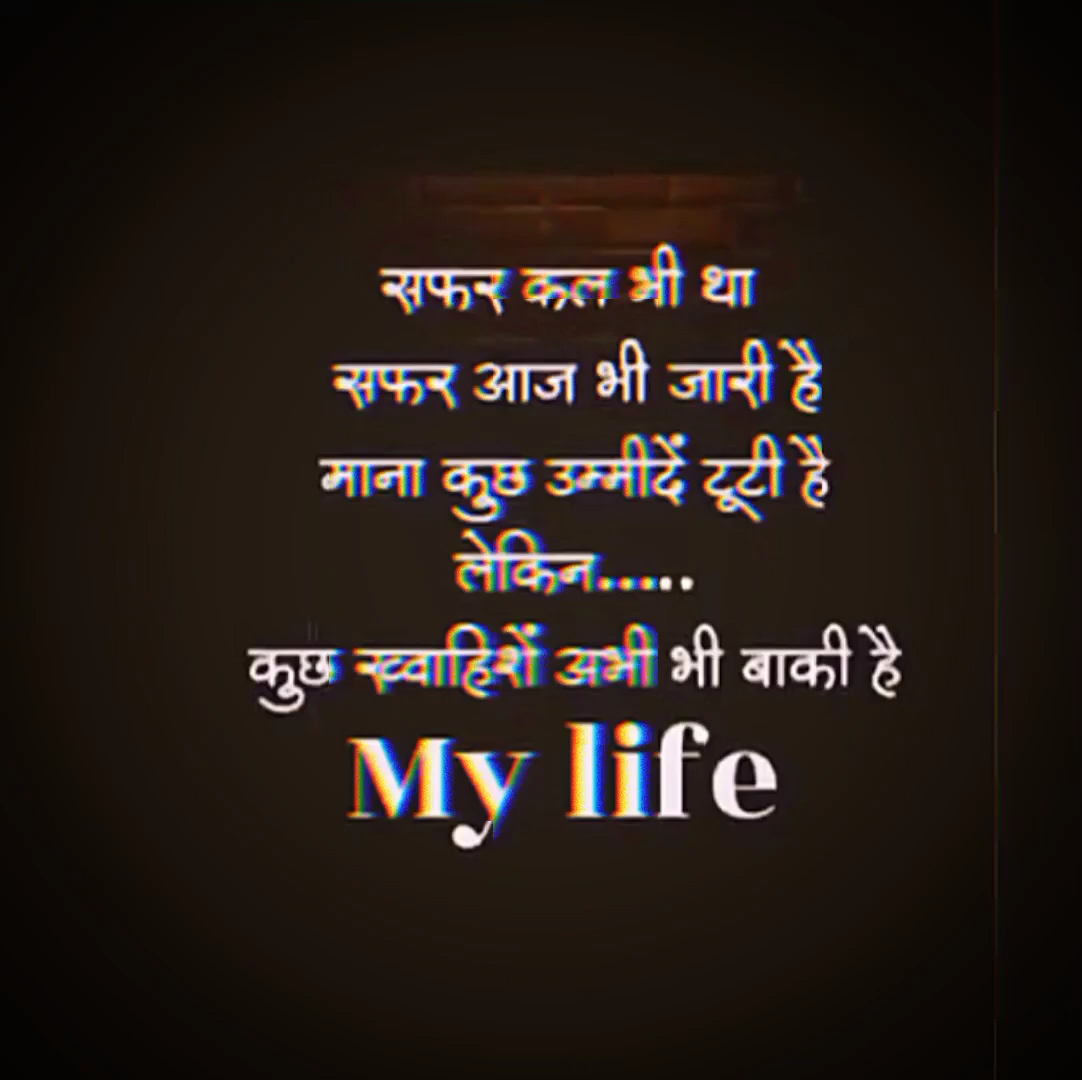 सफर कल भी था
सफर आज भी जारी है
माना कुछ उम्मीदें टूटी है
लेकिन......
कुछ ख्वाहिशें अभी भी बाकी है
My life